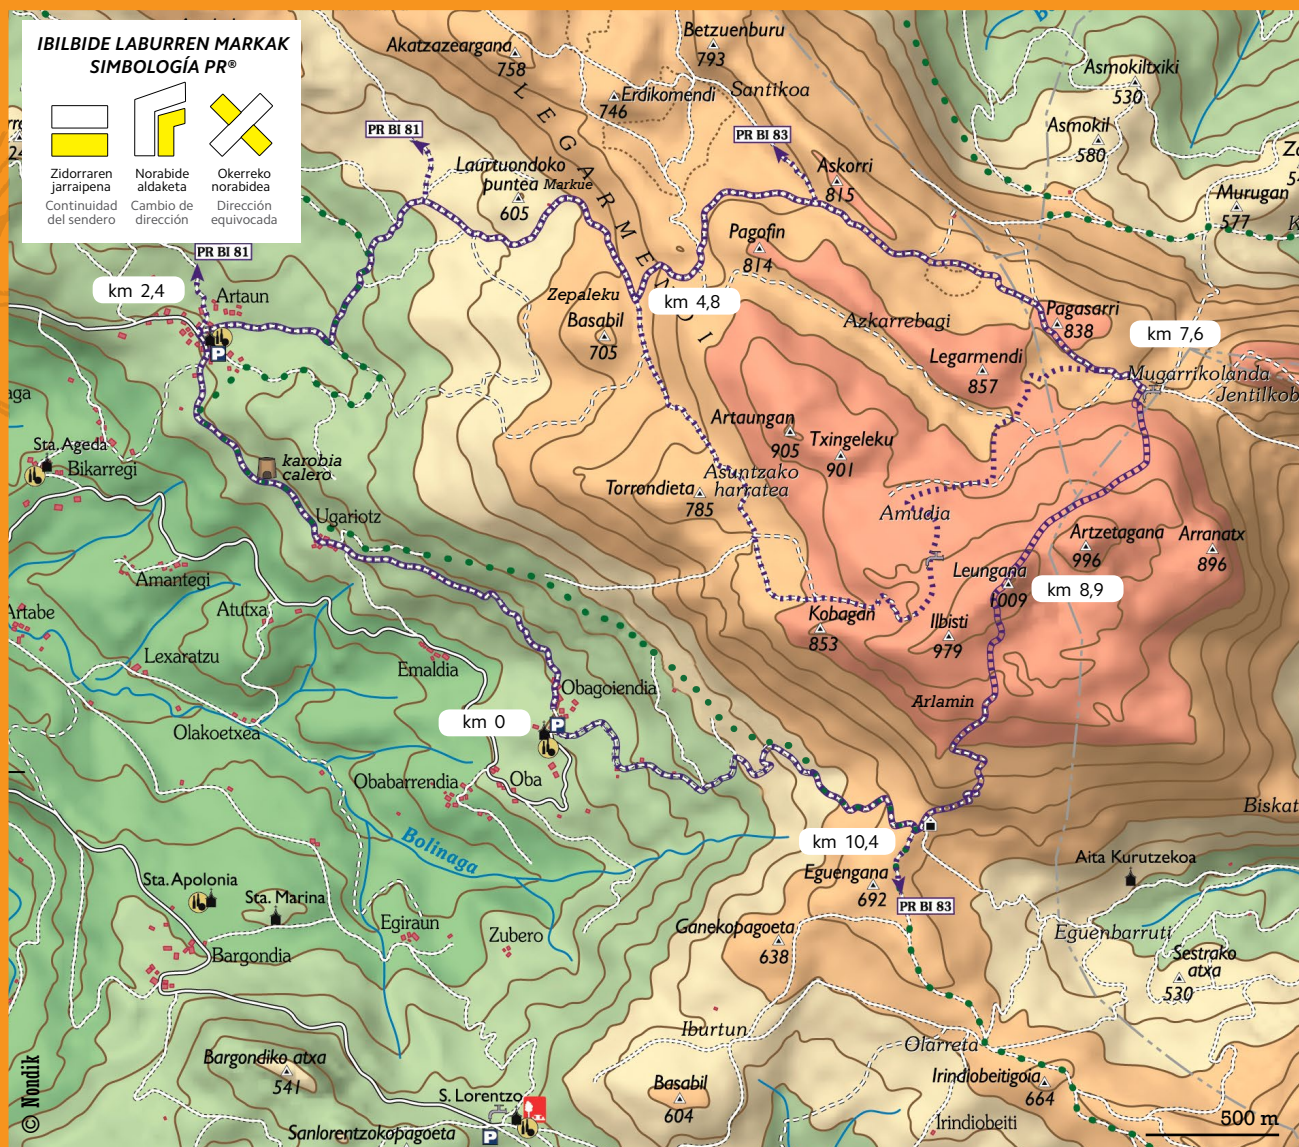 IBILBIDE LABURREN MARKAK
SIMBOLOGÍA PR®
Zidorraren
jarraipena
Continuidad
del sendero
Norabide
aldaketa
Cambio de
dirección
Okerreko
norabidea
Dirección
equivocada
Akatzazeargana
758
Betzuenburu
793
Erdikomendi
746
Santikoa
Asmokiltxiki
530
Asmokil
580
Murugan
577
LEGARMENDOI
PR BI 81
PR BI 83
Askorri
815
Laurtuondoko
puntea
605
Markue
Pagofin
814
PR BI 81
km 2,4
Artaun
Zepaleku
Basabil
705
km 4,8
Azkarrebagi
Pagasarri
838
Legarmendi
857
km 7,6
Mugarrikolanda
Jentilkob
aga
Artaungan
905
Txingeleku
901
Sta. Ageda
Bikarregi
karobia
calero
Asuntzako
harratea
Torrondieta
785
Amudia
Ugariotz
Artzetagana
996
Arranatx
896
Amantegi
Leungana
1009
km 8,9
Artabe
Atutxa
Kobagan
853
Ilbisti
979
Lexaratzu
Emaldia
Obagoiendia
Arlamin
km 0
P
Olakoetxea
Obabarrendia
Oba
Biskat
Bolinaga
km 10,4
Aita Kurutzekoa
Eguengana
692
Sta. Apolonia
Sta. Marina
PR BI 83
Egiraun
Zubero
Ganekopagoeta
638
Eguenbarruti
Bargondia
Sestrako
atxa
530
Iburtun
Olarreta
Bargondiko atxa
541
Basabil
604
Irindiobeitigoia
664
S. Lorentzo
Sanlorentzokopagoeta
P
Irindiobeiti
500 m
© Nondik